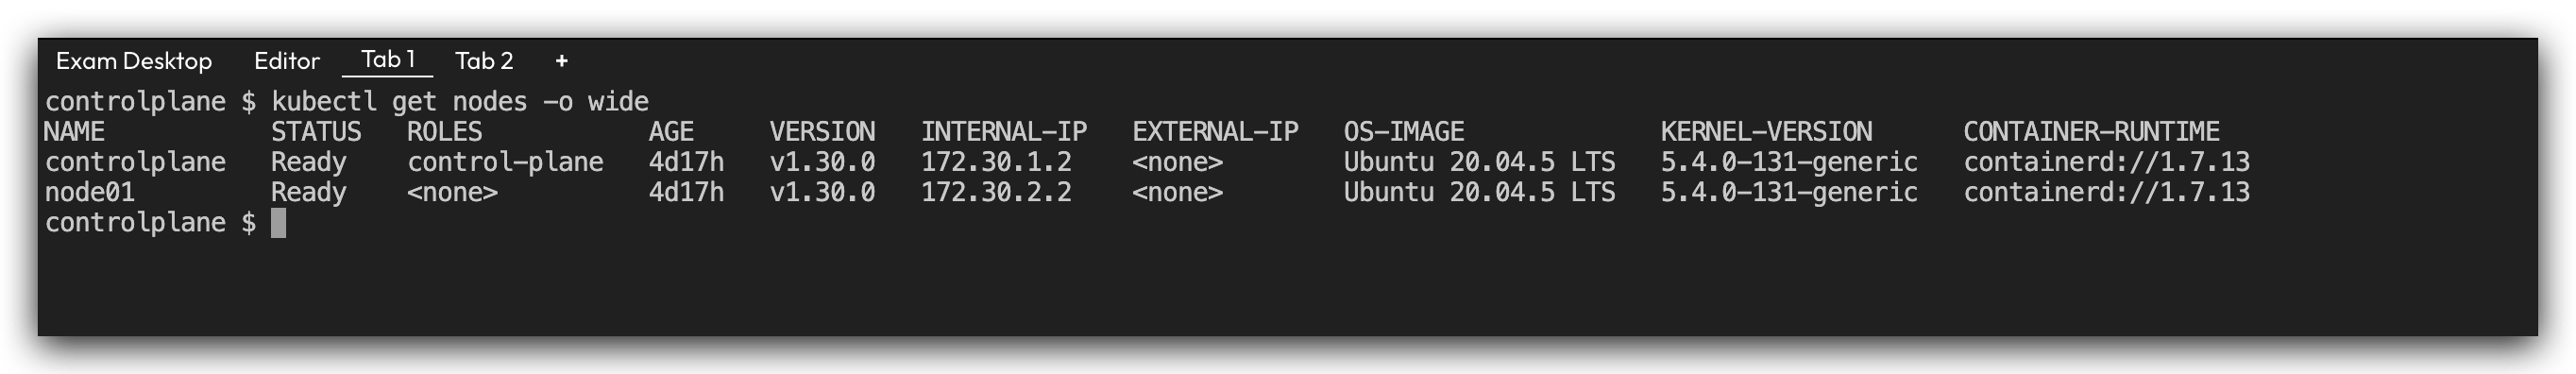 Exam Desktop Editor Tab 1 Tab 2 +
controlplane $ kubectl get nodes -o wide
NAME STATUS ROLES AGE VERSION INTERNAL-IP EXTERNAL-IP OS-IMAGE KERNEL-VERSION CONTAINER-RUNTIME
controlplane Ready control-plane 4d17h v1.30.0 172.30.1.2 <none> Ubuntu 20.04.5 LTS 5.4.0-131-generic containerd://1.7.13
node01 Ready <none> 4d17h v1.30.0 172.30.2.2 <none> Ubuntu 20.04.5 LTS 5.4.0-131-generic containerd://1.7.13
controlplane $